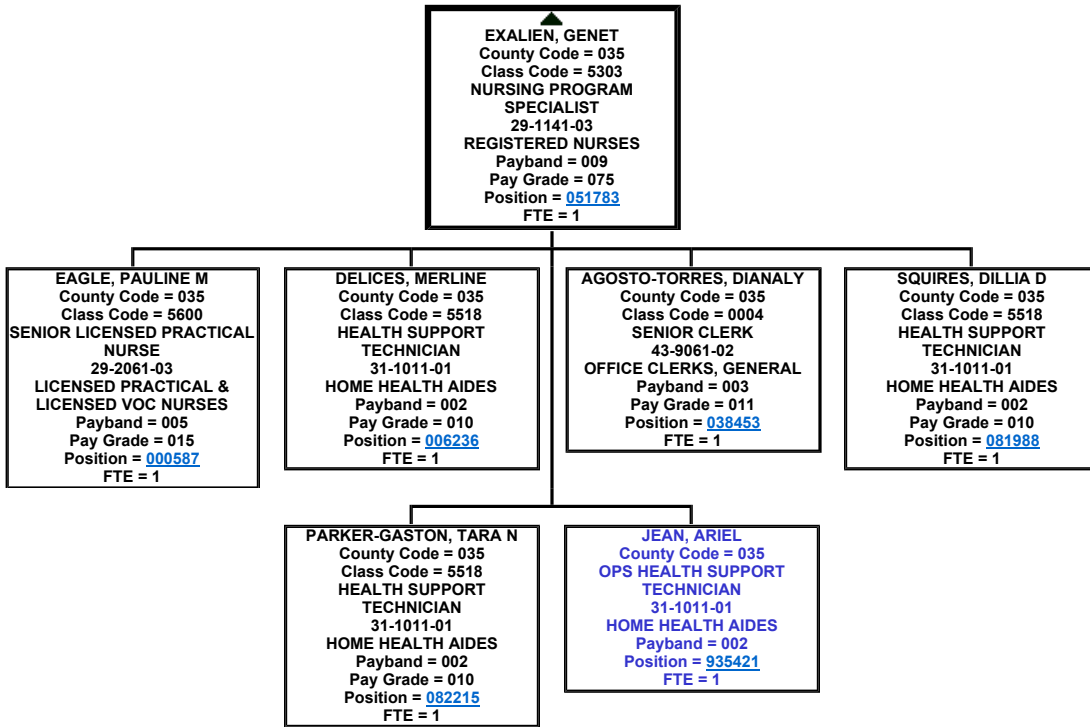 EXALIEN, GENET
County Code = 035
Class Code = 5303
NURSING PROGRAM
SPECIALIST
29-1141-03
REGISTERED NURSES
Payband = 009
Pay Grade = 075
Position = 051783
FTE = 1
EAGLE, PAULINE M
County Code = 035
Class Code = 5600
SENIOR LICENSED PRACTICAL
NURSE
29-2061-03
LICENSED PRACTICAL &
LICENSED VOC NURSES
Payband = 005
Pay Grade = 015
Position = 000587
FTE = 1
DELICES, MERLINE
County Code = 035
Class Code = 5518
HEALTH SUPPORT
TECHNICIAN
31-1011-01
HOME HEALTH AIDES
Payband = 002
Pay Grade = 010
Position = 006236
FTE = 1
AGOSTO-TORRES, DIANALY
County Code = 035
Class Code = 0004
SENIOR CLERK
43-9061-02
OFFICE CLERKS, GENERAL
Payband = 003
Pay Grade = 011
Position = 038453
FTE = 1
SQUIRES, DILLIA D
County Code = 035
Class Code = 5518
HEALTH SUPPORT
TECHNICIAN
31-1011-01
HOME HEALTH AIDES
Payband = 002
Pay Grade = 010
Position = 081988
FTE = 1
PARKER-GASTON, TARA N
County Code = 035
Class Code = 5518
HEALTH SUPPORT
TECHNICIAN
31-1011-01
HOME HEALTH AIDES
Payband = 002
Pay Grade = 010
Position = 082215
FTE = 1
JEAN, ARIEL
County Code = 035
OPS HEALTH SUPPORT
TECHNICIAN
31-1011-01
HOME HEALTH AIDES
Payband = 002
Position = 935421
FTE = 1